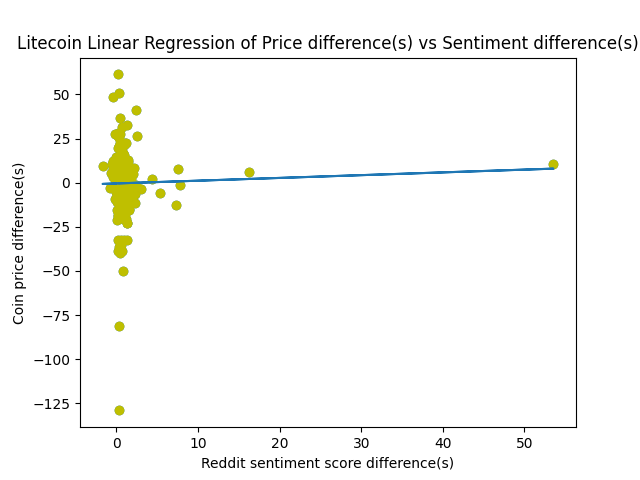 Litecoin Linear Regression of Price difference(s) vs Sentiment difference(s)
50
25
0
−25
−50
−75
−100
−125
Coin price difference(s)
0 10 20 30 40 50
Reddit sentiment score difference(s)